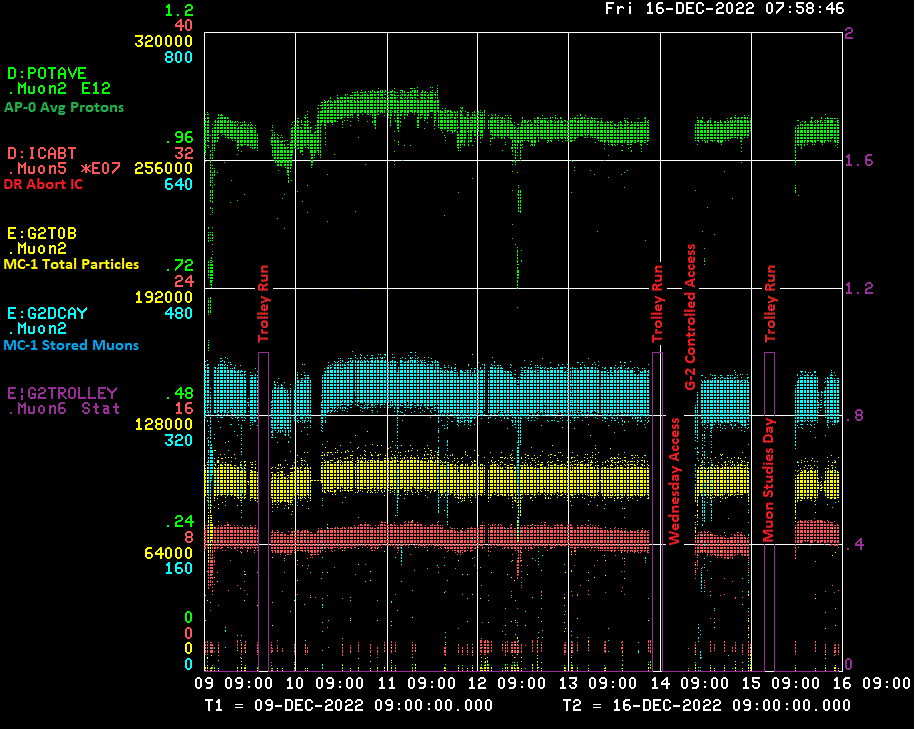 Fri 16-DEC-2022 07:58:46
1.2
40
320000
800
2
D:POTAVE
.Muon2 E12
AP-0 Avg Protons
.96
32
256000
640
1.6
D:ICABT
.Muon5 *E07
DR Abort IC
E:G2TOB
.Muon2
MC-1 Total Particles
.72
24
192000
480
1.2
E:G2DCAY
.Muon2
MC-1 Stored Muons
Trolley Run
Trolley Run
G-2 Controlled Access
Trolley Run
E¦G2TROLLEY
.Muon6 Stat
.48
16
128000
320
.8
Wednesday Access
Muon Studies Day
.24
8
64000
160
.4
0
0
0
0
0
09 09:00 10 09:00 11 09:00 12 09:00 13 09:00 14 09:00 15 09:00 16 09:00
T1 = 09-DEC-2022 09:00:00.000 T2 = 16-DEC-2022 09:00:00.000